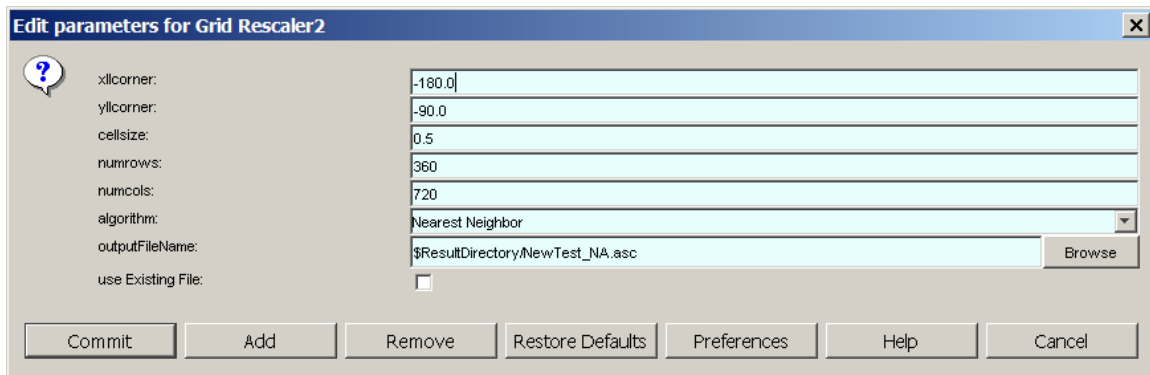 Edit parameters for Grid Rescaler2
?
xllcorner: -180.0
yllcorner: -90.0
cellsize: 0.5
numrows: 360
numcols: 720
algorithm: Nearest Neighbor
outputFileName: $ResultDirectory/NewTest_NA.asc Browse
use Existing File:
Commit Add Remove Restore Defaults Preferences Help Cancel